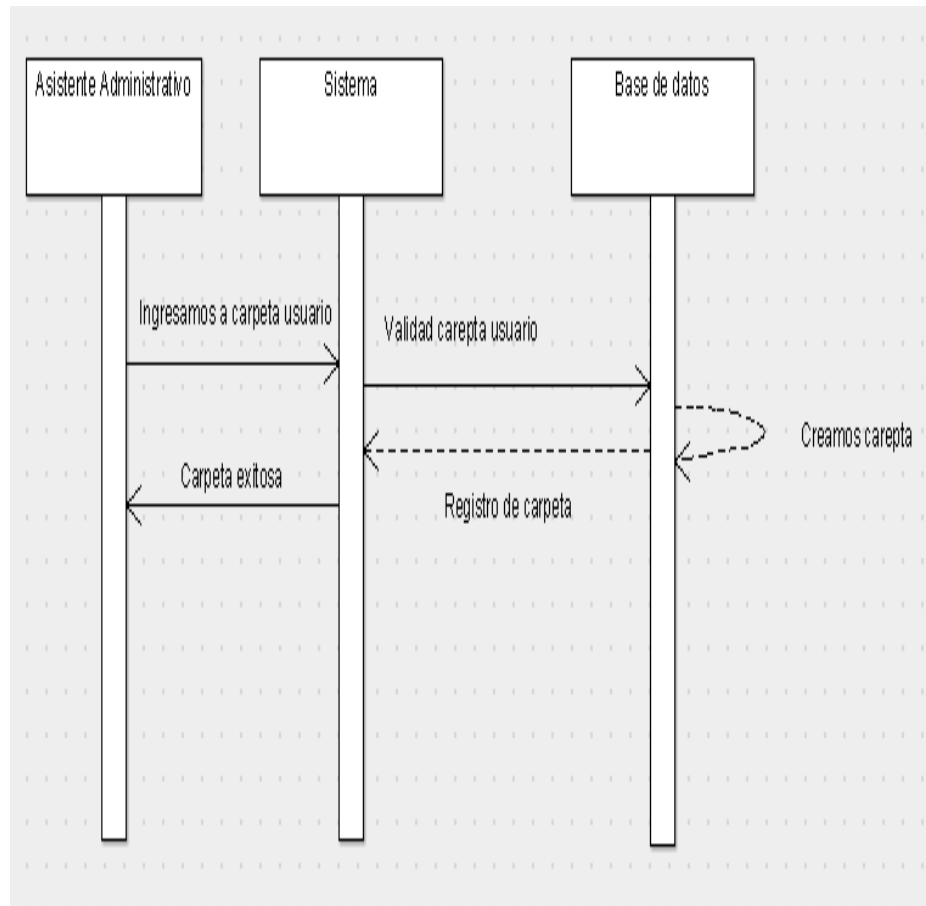 Asistente Administrativo
Sistema
Base de datos
Ingresamos a carpeta usuario
Validad carepta usuario
Creamos carepta
Carpeta exitosa
Registro de carpeta